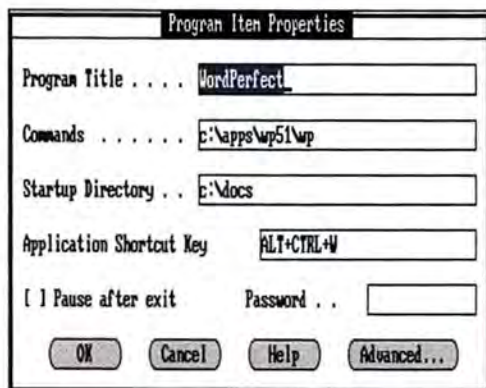 Program Item Properties
Program Title . . . . WordPerfect_
Commands . . . . . . c:\apps\wp51\wp
Startup Directory . . c:\docs
Application Shortcut Key ALT+CTRL+W
[ ] Pause after exit Password . .
OK Cancel Help Advanced...